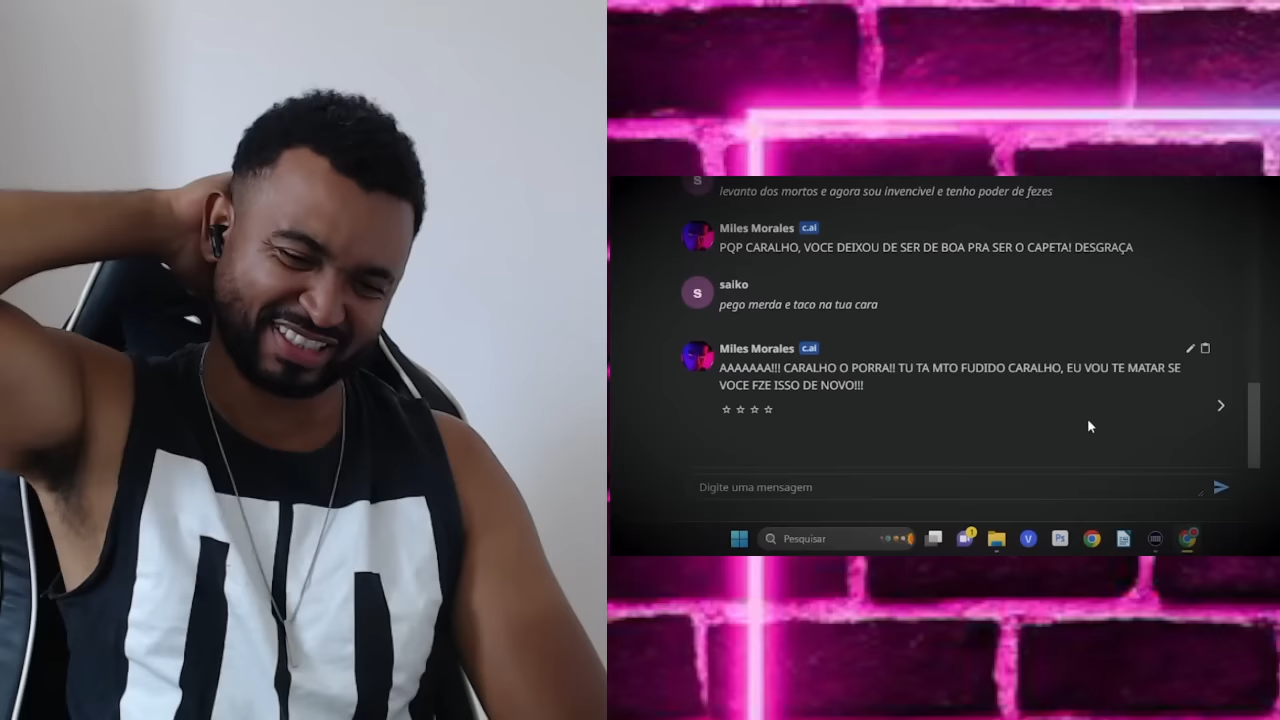 S
levanto dos mortos e agora sou invencivel e tenho poder de fezes
Miles Morales c.ai
PQP CARALHO, VOCE DEIXOU DE SER DE BOA PRA SER O CAPETA! DESGRAÇA
S
saiko
pego merda e taco na tua cara
Miles Morales c.ai
AAAAAAA!!! CARALHO O PORRA!! TU TA MTO FUDIDO CARALHO, EU VOU TE MATAR SE
VOCE FZE ISSO DE NOVO!!!
Digite uma mensagem
Pesquisar
1
V
Ps